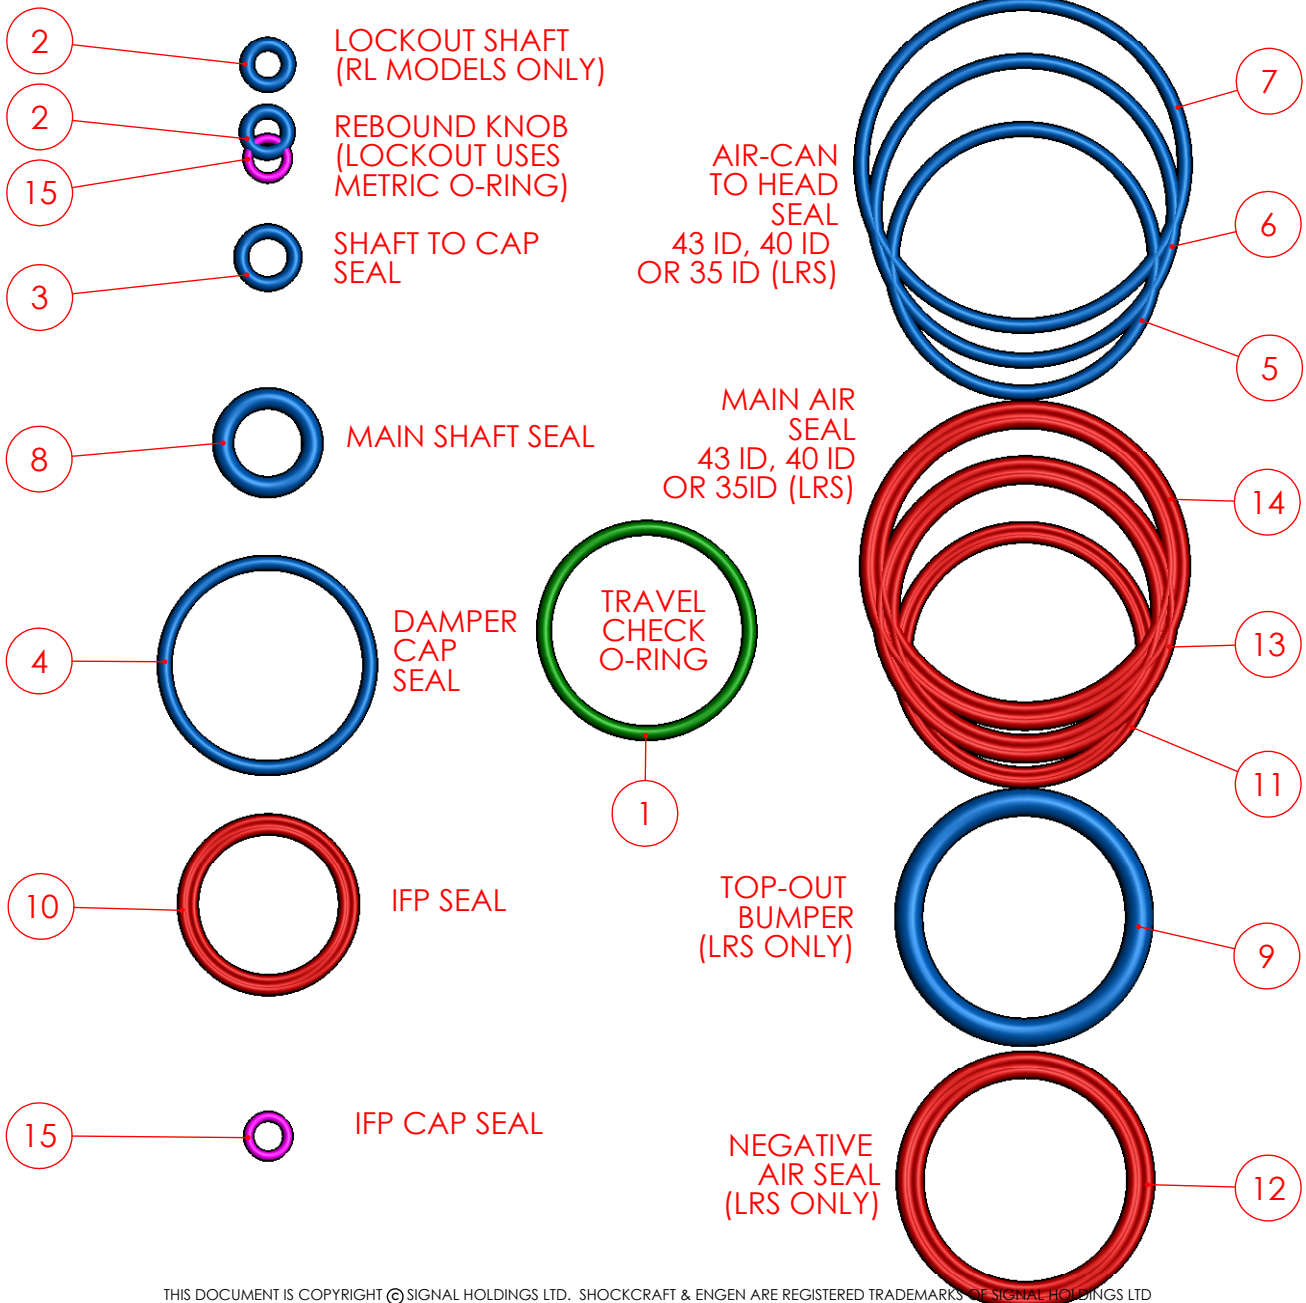 2
LOCKOUT SHAFT
(RL MODELS ONLY)
2
15
REBOUND KNOB
(LOCKOUT USES
METRIC O-RING)
3
SHAFT TO CAP
SEAL
8
MAIN SHAFT SEAL
4
DAMPER
CAP
SEAL
10
IFP SEAL
15
IFP CAP SEAL
TRAVEL
CHECK
O-RING
1
AIR-CAN
TO HEAD
SEAL
43 ID, 40 ID
OR 35 ID (LRS)
7
6
5
MAIN AIR
SEAL
43 ID, 40 ID
OR 35ID (LRS)
14
13
11
TOP-OUT
BUMPER
(LRS ONLY)
9
NEGATIVE
AIR SEAL
(LRS ONLY)
12
THIS DOCUMENT IS COPYRIGHT © SIGNAL HOLDINGS LTD. SHOCKCRAFT & ENGEN ARE REGISTERED TRADEMARKS OF SIGNAL HOLDINGS LTD